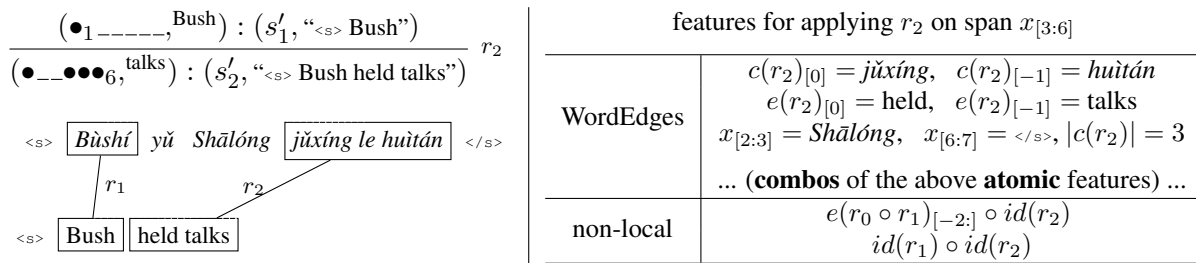 (●₁_____,^Bush) : (s′₁, “<s> Bush”)
r₂
(●__●●●₆,^talks) : (s′₂, “<s> Bush held talks”)
<s> Bùshí yǔ Shālóng jǔxíng le huìtán </s>
r₁ r₂
<s> Bush held talks
features for applying r₂ on span x[3:6]
WordEdges
c(r₂)[0] = jǔxíng, c(r₂)[−1] = huìtán
e(r₂)[0] = held, e(r₂)[−1] = talks
x[2:3] = Shālóng, x[6:7] = </s>, |c(r₂)| = 3
... (combos of the above atomic features) ...
non-local
e(r₀ ∘ r₁)[−2:] ∘ id(r₂)
id(r₁) ∘ id(r₂)